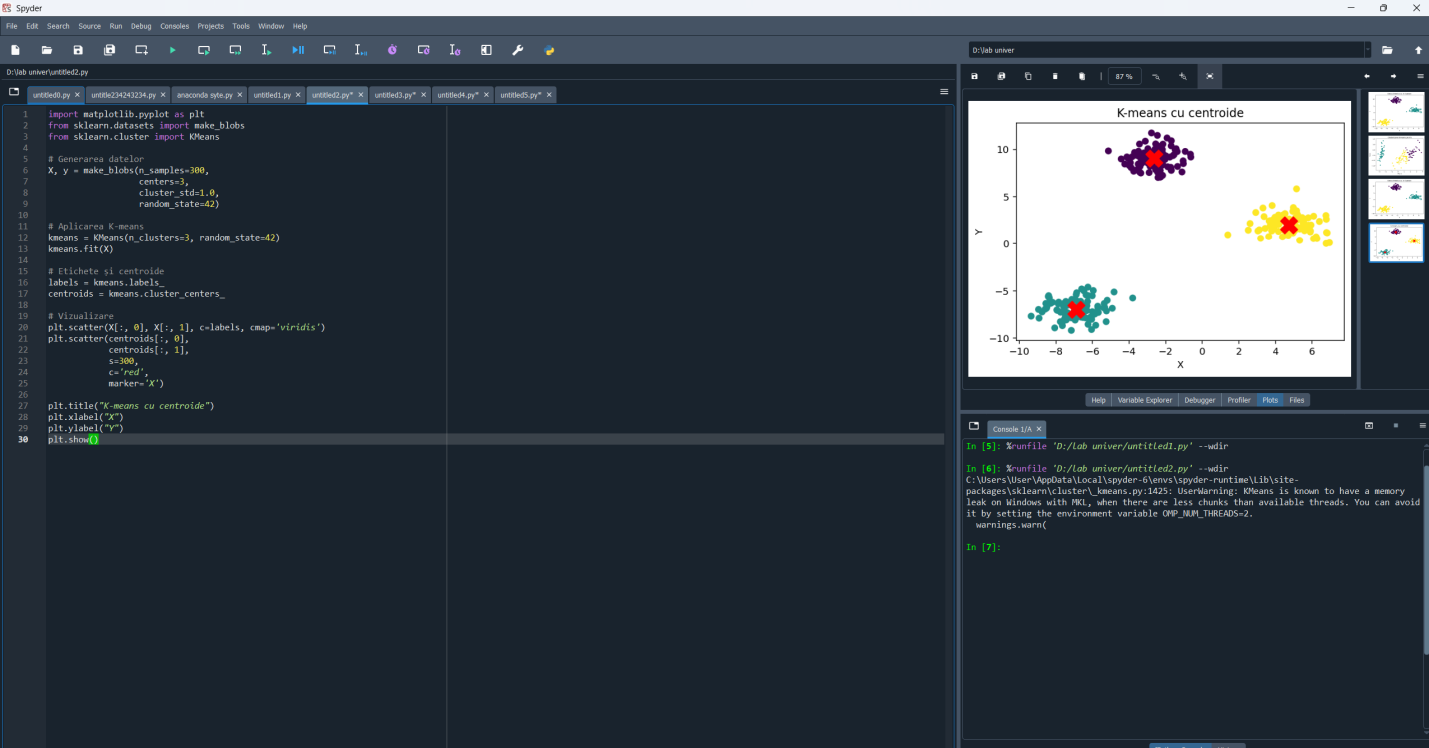 Spyder
File Edit Search Source Run Debug Consoles Projects Tools Window Help
D:\lab univer
D:\lab univer\untitled2.py
untitled0.py untitle234243234.py anaconda syte.py untitled1.py untitled2.py* untitled3.py* untitled4.py* untitled5.py*
1 import matplotlib.pyplot as plt
2 from sklearn.datasets import make_blobs
3 from sklearn.cluster import KMeans
4
5 # Generarea datelor
6 X, y = make_blobs(n_samples=300,
7 centers=3,
8 cluster_std=1.0,
9 random_state=42)
10
11 # Aplicarea K-means
12 kmeans = KMeans(n_clusters=3, random_state=42)
13 kmeans.fit(X)
14
15 # Etichete și centroide
16 labels = kmeans.labels_
17 centroids = kmeans.cluster_centers_
18
19 # Vizualizare
20 plt.scatter(X[:, 0], X[:, 1], c=labels, cmap='viridis')
21 plt.scatter(centroids[:, 0],
22 centroids[:, 1],
23 s=300,
24 c='red',
25 marker='X')
26
27 plt.title("K-means cu centroide")
28 plt.xlabel("X")
29 plt.ylabel("Y")
30 plt.show()
87 %
K-means cu centroide
10
5
0
−5
−10
Y
−10 −8 −6 −4 −2 0 2 4 6
X
Help Variable Explorer Debugger Profiler Plots Files
Console 1/A
In [5]: %runfile 'D:/lab univer/untitled1.py' --wdir
In [6]: %runfile 'D:/lab univer/untitled2.py' --wdir
C:\Users\User\AppData\Local\spyder-6\envs\spyder-runtime\Lib\site-
packages\sklearn\cluster\_kmeans.py:1425: UserWarning: KMeans is known to have a memory
leak on Windows with MKL, when there are less chunks than available threads. You can avoid
it by setting the environment variable OMP_NUM_THREADS=2.
warnings.warn(
In [7]: